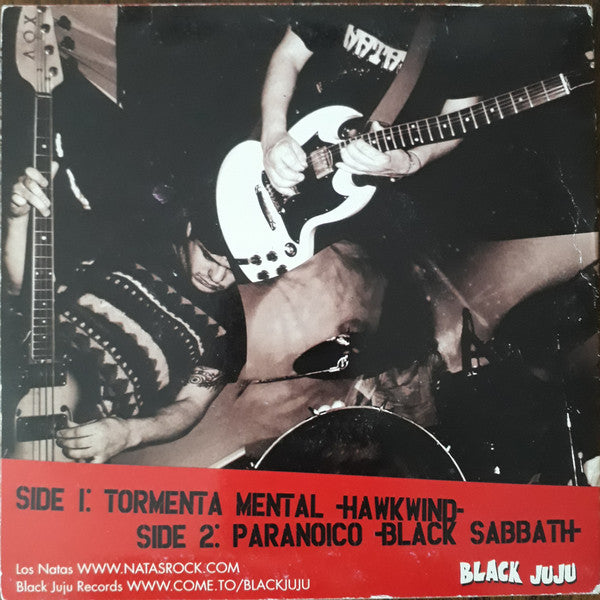 VOX
SIDE 1: TORMENTA MENTAL -HAWKWIND-
SIDE 2: PARANOICO -BLACK SABBATH-
Los Natas WWW.NATASROCK.COM
Black Juju Records WWW.COME.TO/BLACKJUJU
BLACK JUJU